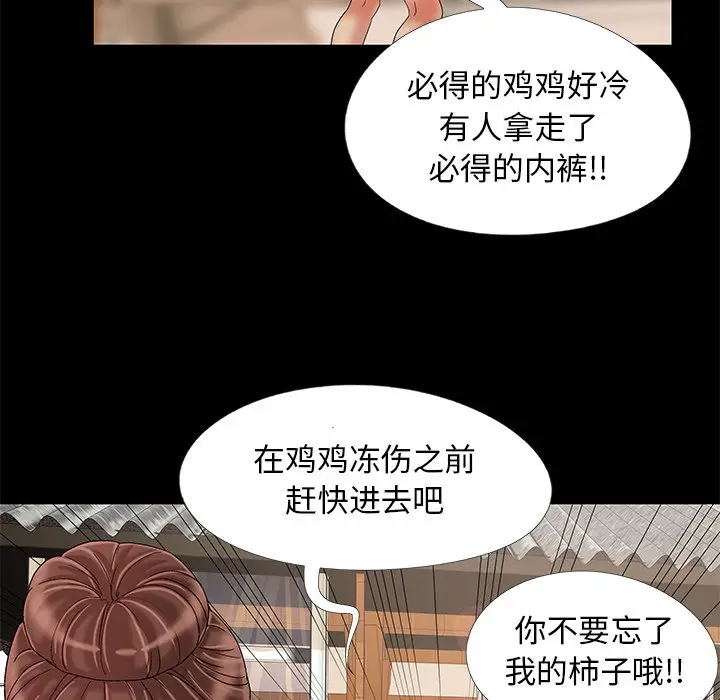 必得的鸡鸡好冷
有人拿走了
必得的内裤!!
在鸡鸡冻伤之前
赶快进去吧
你不要忘了
我的柿子哦!!